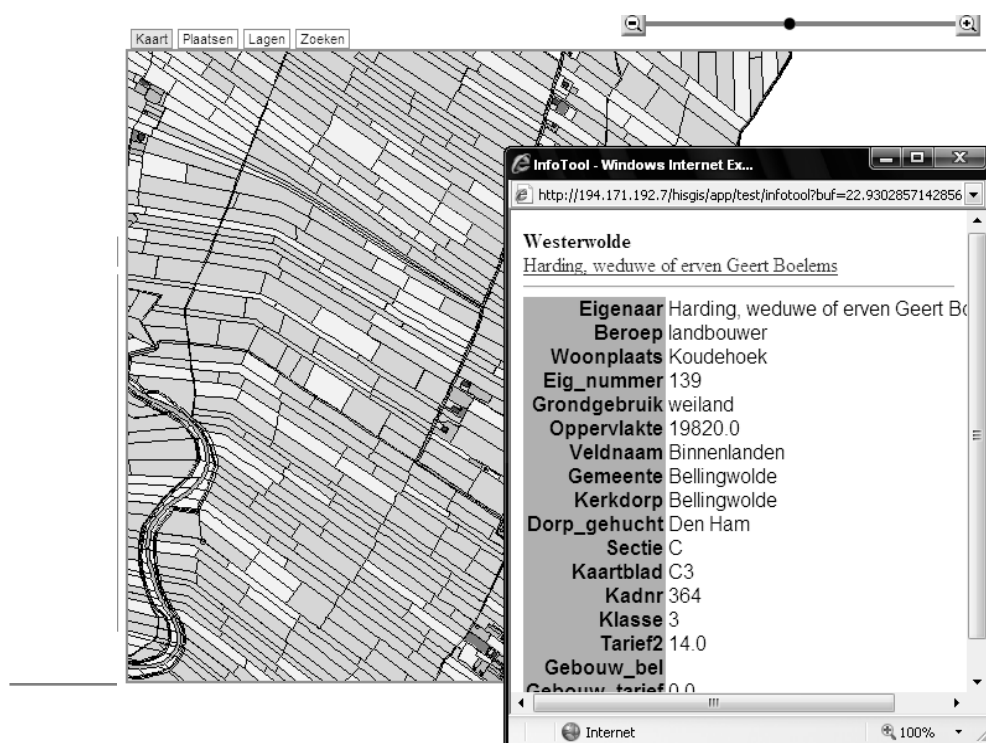 Kaart Plaatsen Lagen Zoeken
InfoTool - Windows Internet Ex...
http://194.171.192.7/hisgis/app/test/infotool?buf=22.9302857142856
Westerwolde
Harding, weduwe of erven Geert Boelems
Eigenaar Harding, weduwe of erven Geert Bo
Beroep landbouwer
Woonplaats Koudehoek
Eig_nummer 139
Grondgebruik weiland
Oppervlakte 19820.0
Veldnaam Binnenlanden
Gemeente Bellingwolde
Kerkdorp Bellingwolde
Dorp_gehucht Den Ham
Sectie C
Kaartblad C3
Kadnr 364
Klasse 3
Tarief2 14.0
Gebouw_bel
Gebouw_tarief 0.0
Internet 100%